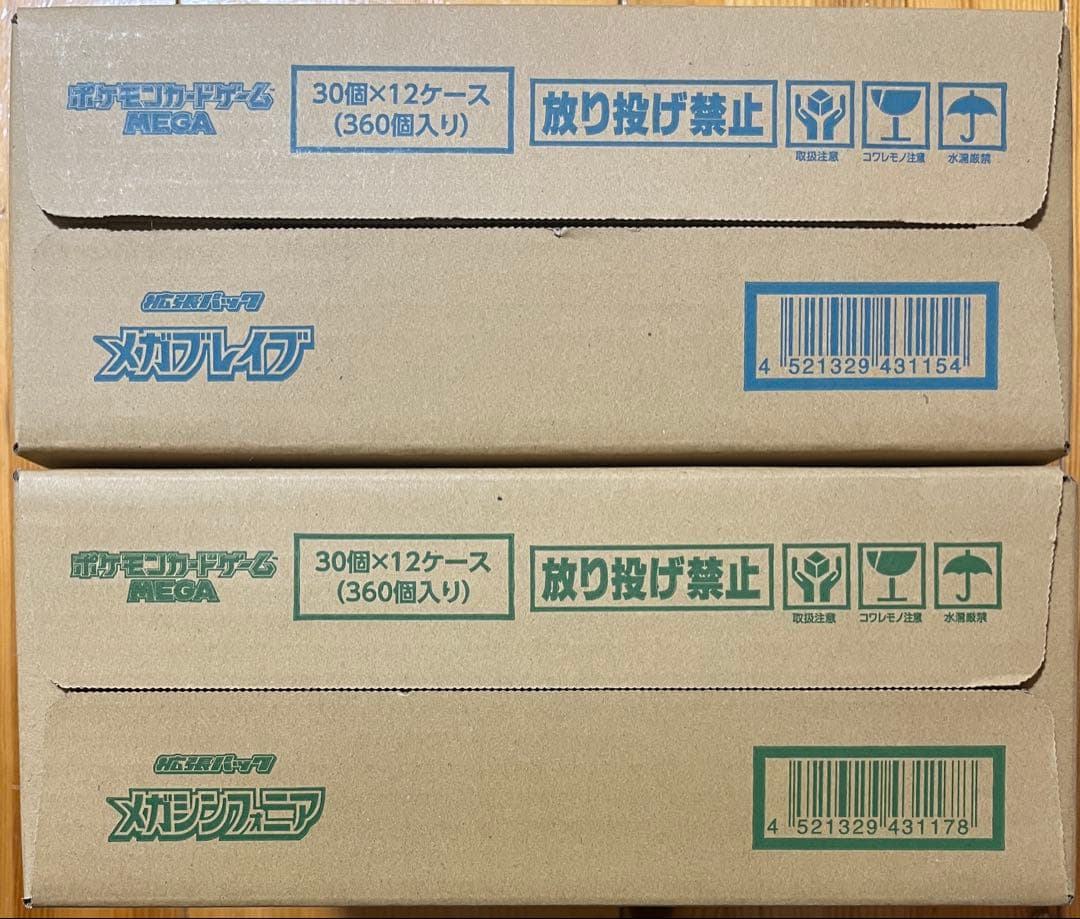 ポケモンカードゲーム
MEGA
30個×12ケース
(360個入り)
放り投げ禁止
取扱注意
コワレモノ注意
水濡厳禁
拡張パック
メガブレイブ
4 521329 431154
ポケモンカードゲーム
MEGA
30個×12ケース
(360個入り)
放り投げ禁止
取扱注意
コワレモノ注意
水濡厳禁
拡張パック
メガシンフォニア
4 521329 431178